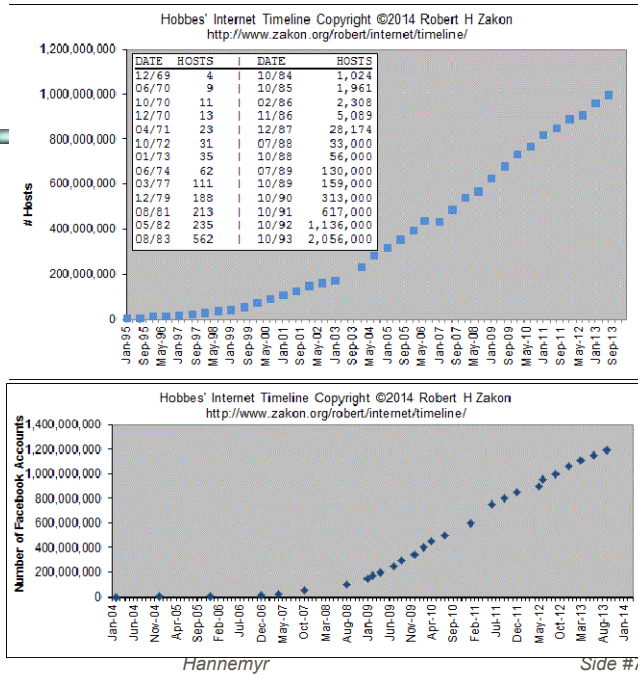 Hobbes' Internet Timeline Copyright ©2014 Robert H Zakon
http://www.zakon.org/robert/internet/timeline/
# Hosts
1,200,000,000
1,000,000,000
800,000,000
600,000,000
400,000,000
200,000,000
0
DATE HOSTS | DATE HOSTS
12/69 4 | 10/84 1,024
06/70 9 | 10/85 1,961
10/70 11 | 02/86 2,308
12/70 13 | 11/86 5,089
04/71 23 | 12/87 28,174
10/72 31 | 07/88 33,000
01/73 35 | 10/88 56,000
06/74 62 | 07/89 130,000
03/77 111 | 10/89 159,000
12/79 188 | 10/90 313,000
08/81 213 | 10/91 617,000
05/82 235 | 10/92 1,136,000
08/83 562 | 10/93 2,056,000
Jan-95
Sep-95
May-96
Jan-97
Sep-97
May-98
Jan-99
Sep-99
May-00
Jan-01
Sep-01
May-02
Jan-03
Sep-03
May-04
Jan-05
Sep-05
May-06
Jan-07
Sep-07
May-08
Jan-09
Sep-09
May-10
Jan-11
Sep-11
May-12
Jan-13
Sep-13
Hobbes' Internet Timeline Copyright ©2014 Robert H Zakon
http://www.zakon.org/robert/internet/timeline/
Number of Facebook Accounts
1,400,000,000
1,200,000,000
1,000,000,000
800,000,000
600,000,000
400,000,000
200,000,000
0
Jan-04
Jun-04
Nov-04
Apr-05
Sep-05
Feb-06
Jul-06
Dec-06
May-07
Oct-07
Mar-08
Aug-08
Jan-09
Jun-09
Nov-09
Apr-10
Sep-10
Feb-11
Jul-11
Dec-11
May-12
Oct-12
Mar-13
Aug-13
Jan-14
Hannemyr
Side #7